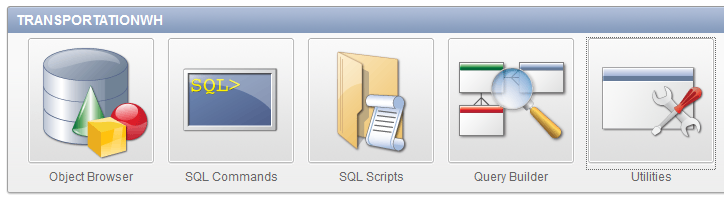 TRANSPORTATIONWH
SQL>
Object Browser
SQL Commands
SQL Scripts
Query Builder
Utilities